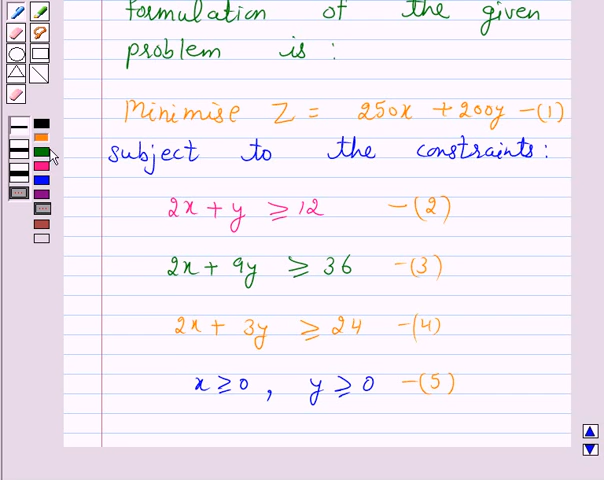 formulation of the given
problem is :
Minimise Z = 250x + 200y -(1)
subject to the constraints :
2x + y ≥ 12 -(2)
2x + 9y ≥ 36 -(3)
2x + 3y ≥ 24 -(4)
x ≥ 0 , y ≥ 0 -(5)